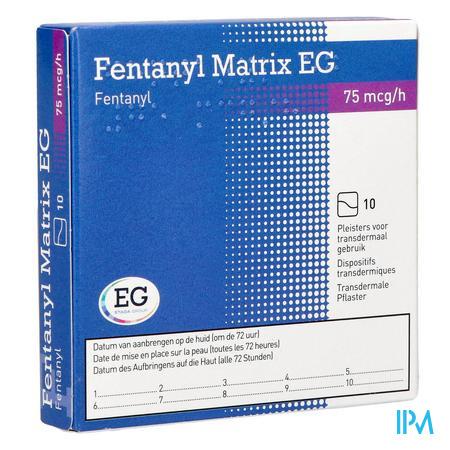 Fentanyl Matrix EG
Fentanyl
75 mcg/h
10
Pleisters voor
transdermaal
gebruik
Dispositifs
transdermiques
Transdermale
Pflaster
EG
STADA GROUP
Datum van aanbrengen op de huid (om de 72 uur)
Date de mise en place sur la peau (toutes les 72 heures)
Datum des Aufbringens auf die Haut (alle 72 Stunden)
1. 2. 3. 4. 5.
6. 7. 8. 9. 10.
Fentanyl Matrix EG
Fentanyl
10
IPM